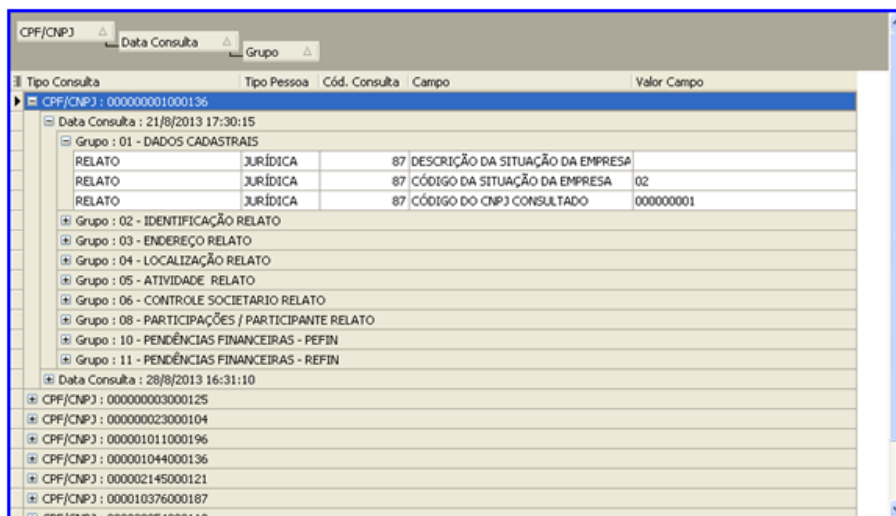 CPF/CNPJ
Data Consulta
Grupo
Tipo Consulta Tipo Pessoa Cód. Consulta Campo Valor Campo
CPF/CNPJ : 000000001000136
Data Consulta : 21/8/2013 17:30:15
Grupo : 01 - DADOS CADASTRAIS
RELATO JURÍDICA 87 DESCRIÇÃO DA SITUAÇÃO DA EMPRESA
RELATO JURÍDICA 87 CÓDIGO DA SITUAÇÃO DA EMPRESA 02
RELATO JURÍDICA 87 CÓDIGO DO CNPJ CONSULTADO 000000001
Grupo : 02 - IDENTIFICAÇÃO RELATO
Grupo : 03 - ENDEREÇO RELATO
Grupo : 04 - LOCALIZAÇÃO RELATO
Grupo : 05 - ATIVIDADE RELATO
Grupo : 06 - CONTROLE SOCIETARIO RELATO
Grupo : 08 - PARTICIPAÇÕES / PARTICIPANTE RELATO
Grupo : 10 - PENDÊNCIAS FINANCEIRAS - PEFIN
Grupo : 11 - PENDÊNCIAS FINANCEIRAS - REFIN
Data Consulta : 28/8/2013 16:31:10
CPF/CNPJ : 000000003000125
CPF/CNPJ : 000000023000104
CPF/CNPJ : 000001011000196
CPF/CNPJ : 000001044000136
CPF/CNPJ : 000002145000121
CPF/CNPJ : 000010376000187